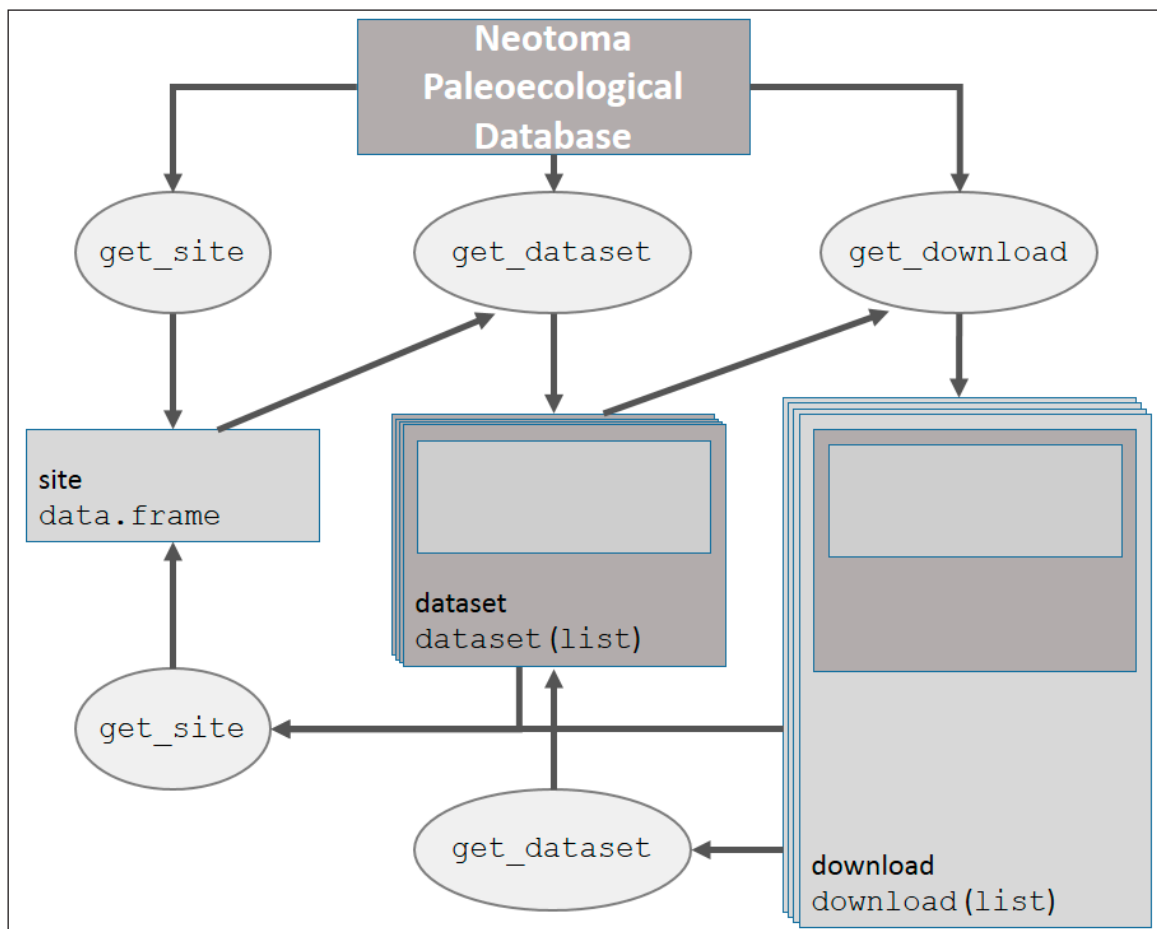 Neotoma
Paleoecological
Database
get_site
get_dataset
get_download
site
data.frame
dataset
dataset (list)
get_site
get_dataset
download
download (list)